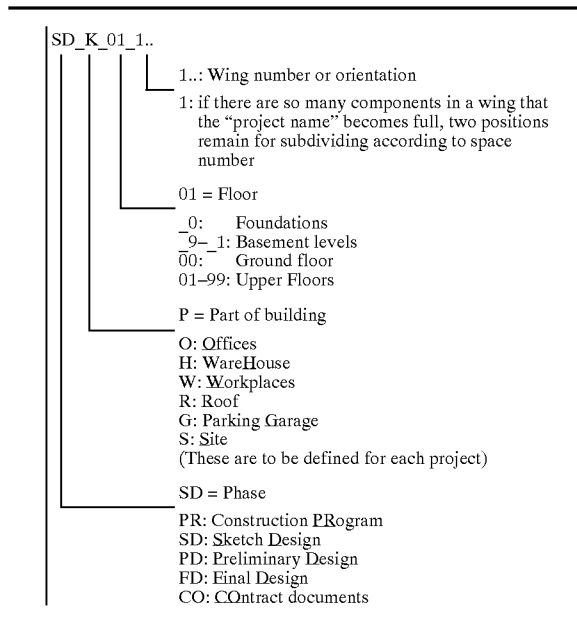 SD_K_01_1..
1..: Wing number or orientation
1: if there are so many components in a wing that
the “project name” becomes full, two positions
remain for subdividing according to space
number
01 = Floor
_0: Foundations
_9–_1: Basement levels
00: Ground floor
01–99: Upper Floors
P = Part of building
O: Offices
H: WareHouse
W: Workplaces
R: Roof
G: Parking Garage
S: Site
(These are to be defined for each project)
SD = Phase
PR: Construction PRogram
SD: Sketch Design
PD: Preliminary Design
FD: Final Design
CO: COntract documents